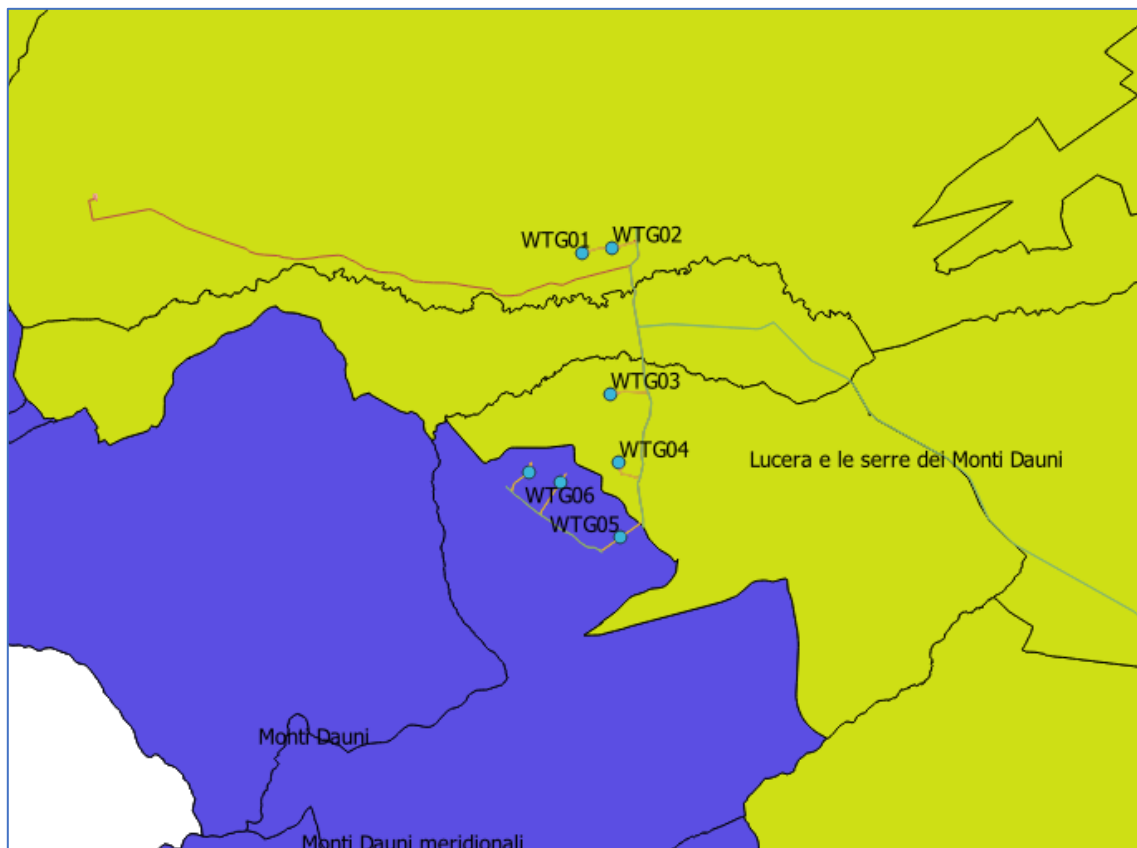 WTG01
WTG02
WTG03
WTG04
Lucera e le serre dei Monti Dauni
WTG06
WTG05
Monti Dauni
Monti Dauni meridionali